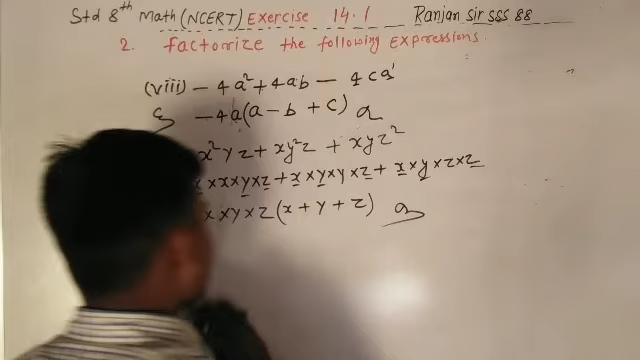 Std 8th Math (NCERT) Exercise 14.1 Ranjan sir sss 88
2. factorize the following expressions.
(viii) - 4a² + 4ab - 4ca
- 4a(a - b + c)
x²yz + xy²z + xyz²
x×x×y×z + x×y×y×z + x×y×z×z
x×y×z (x + y + z)